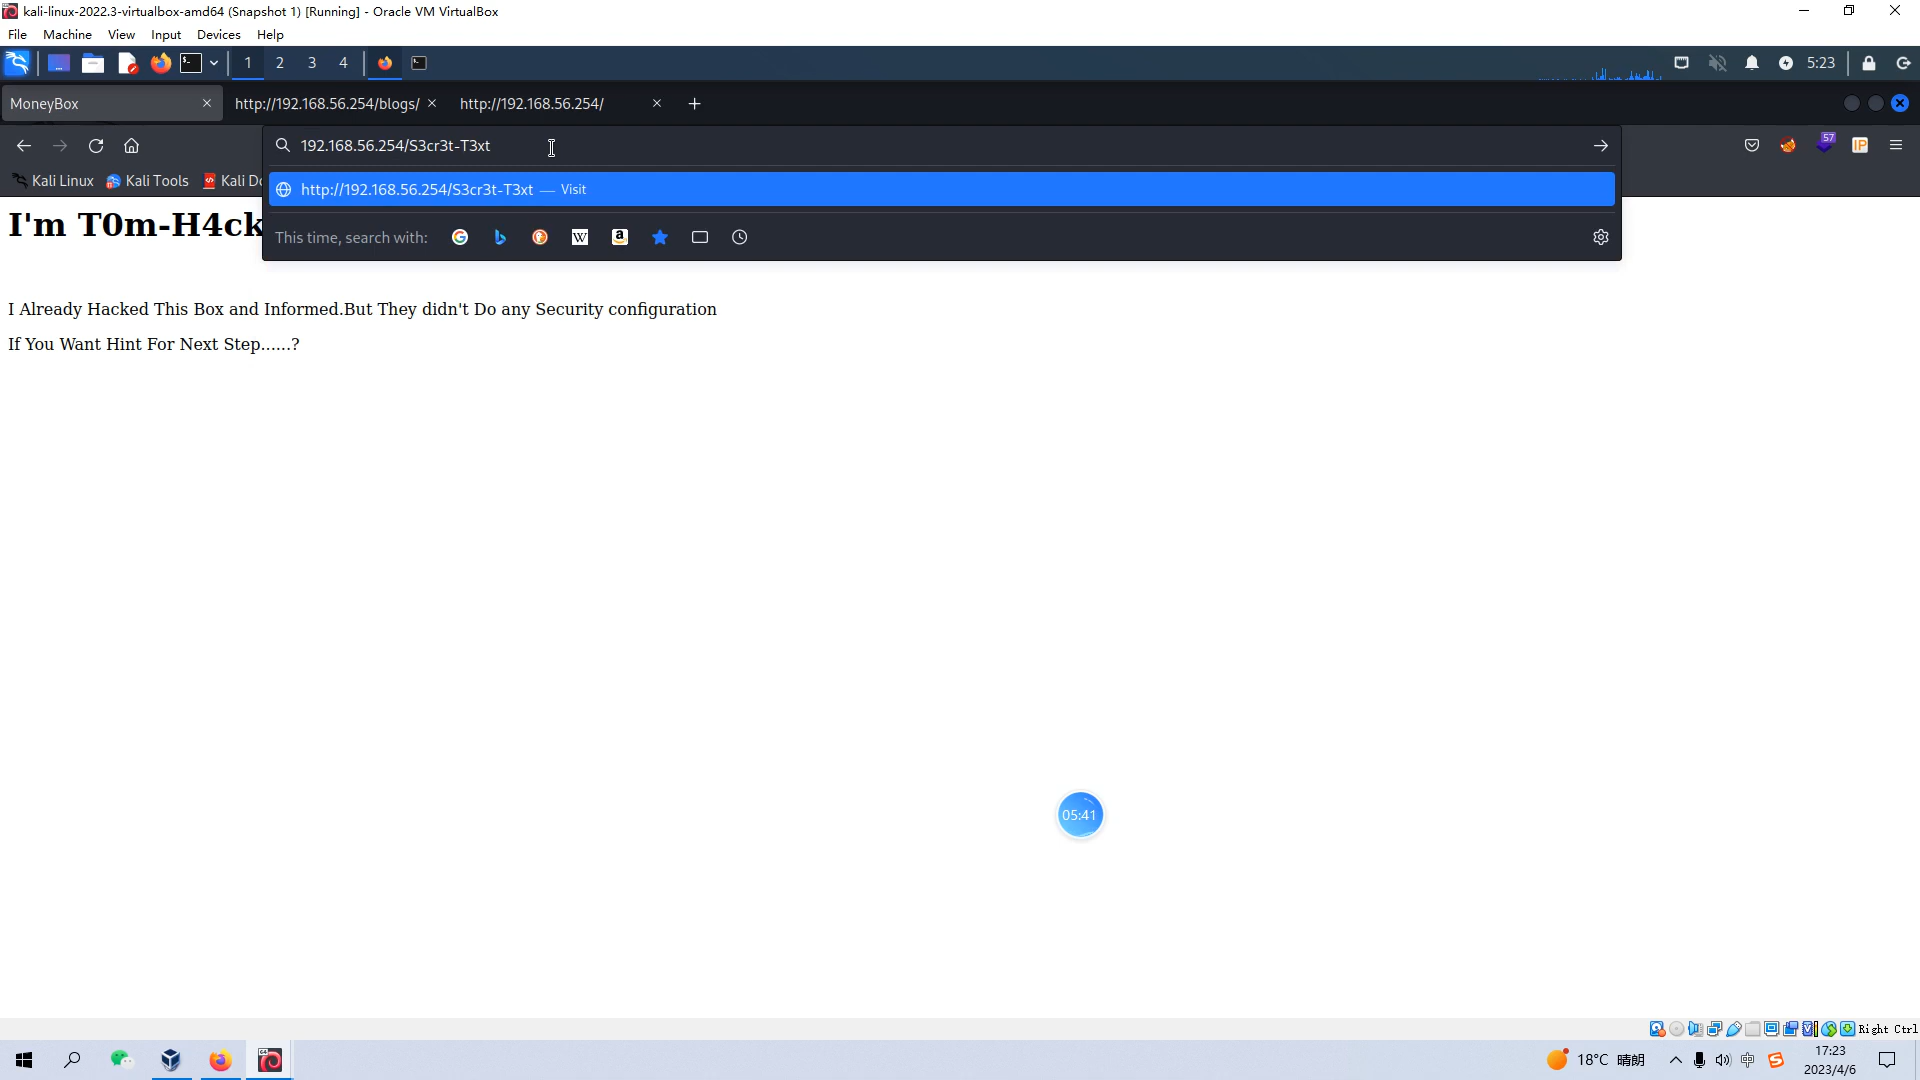 kali-linux-2022.3-virtualbox-amd64 (Snapshot 1) [Running] - Oracle VM VirtualBox
File Machine View Input Devices Help
1 2 3 4 5:23
MoneyBox http://192.168.56.254/blogs/ http://192.168.56.254/
192.168.56.254/S3cr3t-T3xt
57
IP
Kali Linux Kali Tools Kali Do
http://192.168.56.254/S3cr3t-T3xt — Visit
I'm T0m-H4ck
This time, search with:
I Already Hacked This Box and Informed.But They didn't Do any Security configuration
If You Want Hint For Next Step......?
05:41
Right Ctrl
18°C 晴朗
中
17:23
2023/4/6